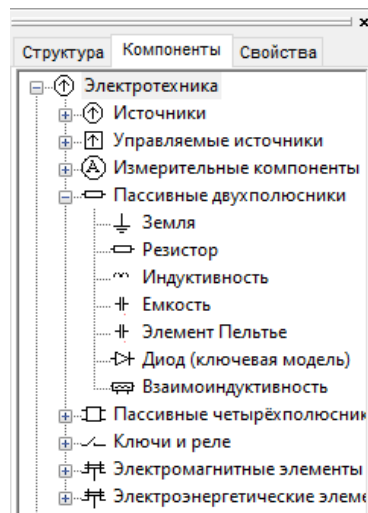 Структура Компоненты Свойства
Электротехника
Источники
Управляемые источники
Измерительные компоненты
Пассивные двухполюсники
Земля
Резистор
Индуктивность
Емкость
Элемент Пельтье
Диод (ключевая модель)
Взаимоиндуктивность
Пассивные четырёхполюсник
Ключи и реле
Электромагнитные элементы
Электроэнергетические элеме